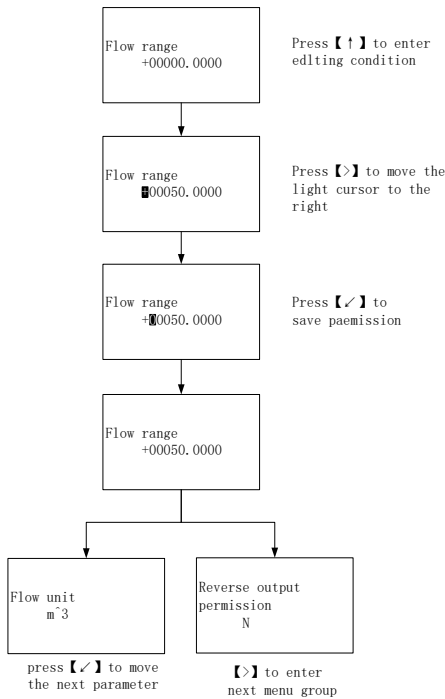 Flow range
+00000.0000
Press【↑】to enter
edlting condition
Flow range
+00050.0000
Press【>】to move the
light cursor to the
right
Flow range
+00050.0000
Press【↙】to
save paemission
Flow range
+00050.0000
Flow unit
m^3
Reverse output
permission
N
press【↙】to move
the next parameter
【>】to enter
next menu group